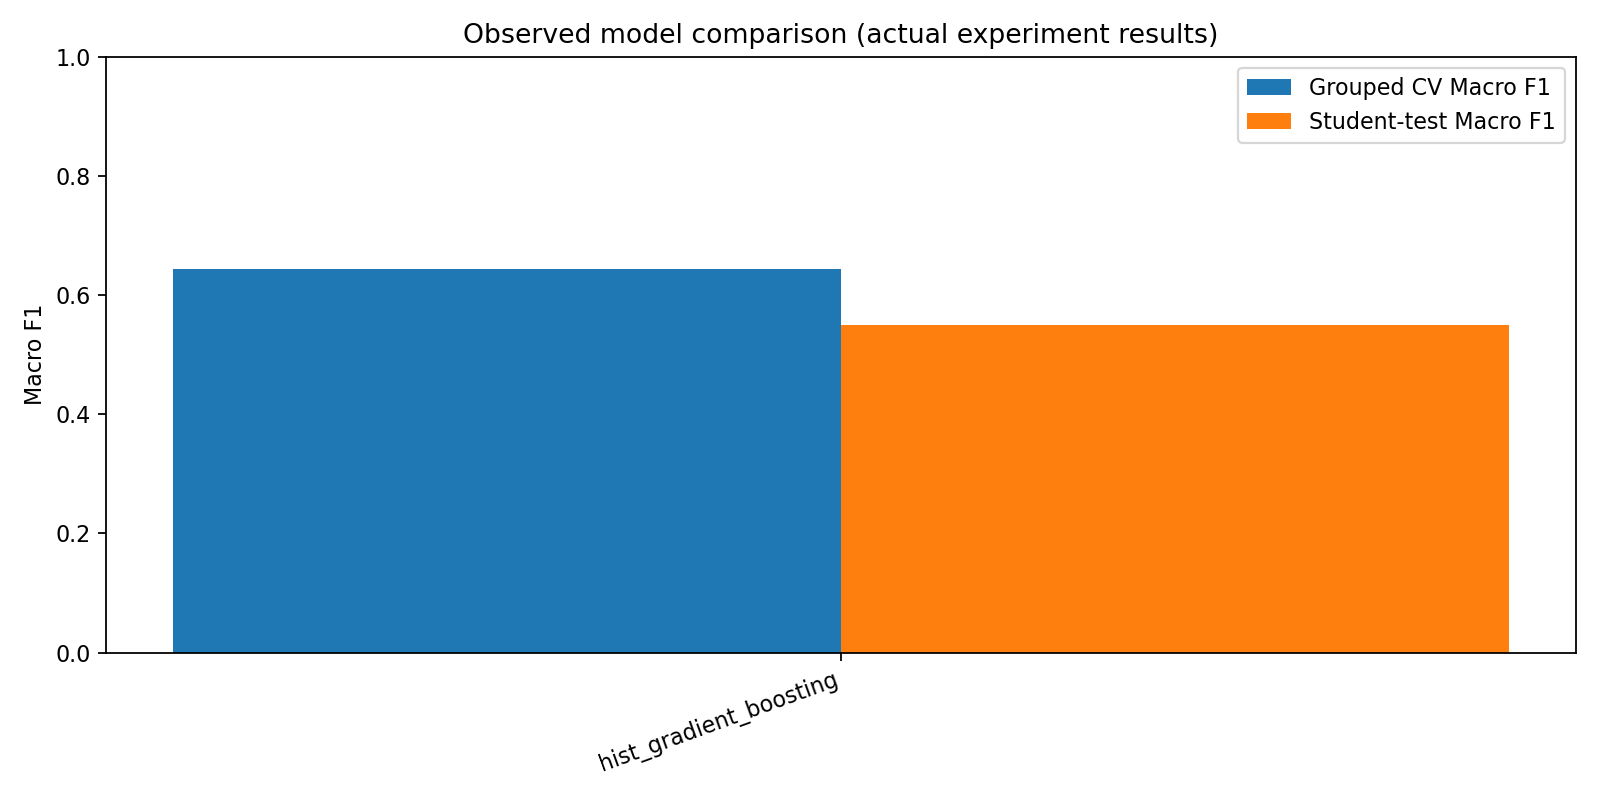 Observed model comparison (actual experiment results)
Grouped CV Macro F1
Student-test Macro F1
Macro F1
1.0
0.8
0.6
0.4
0.2
0.0
hist_gradient_boosting